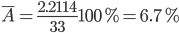 A̅ = 2.2114/33 100 % = 6.7 %